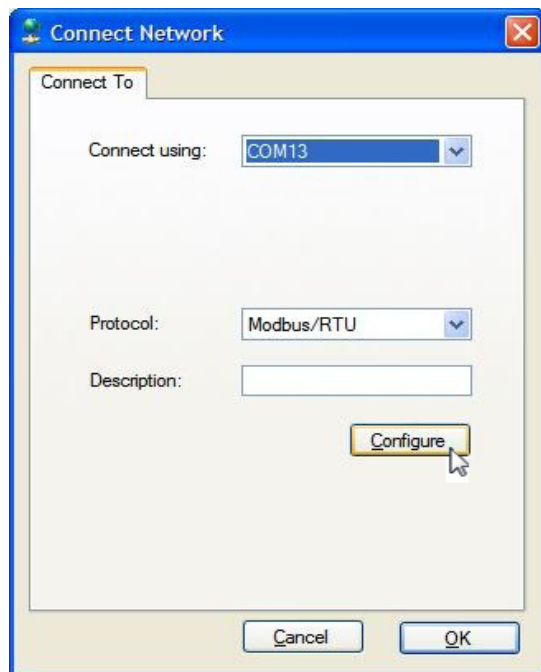 Connect Network
Connect To
Connect using: COM13
Protocol: Modbus/RTU
Description:
Configure
Cancel OK